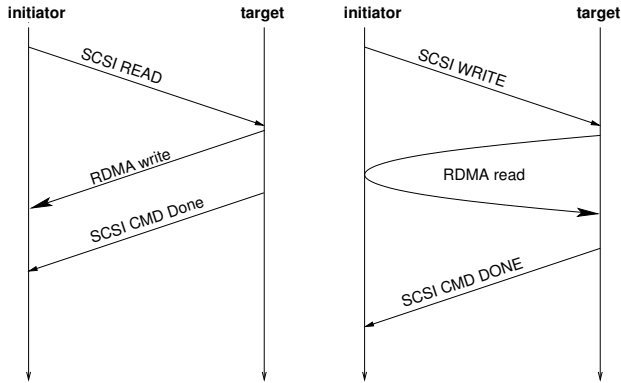 initiator
target
SCSI READ
RDMA write
SCSI CMD Done
initiator
target
SCSI WRITE
RDMA read
SCSI CMD DONE